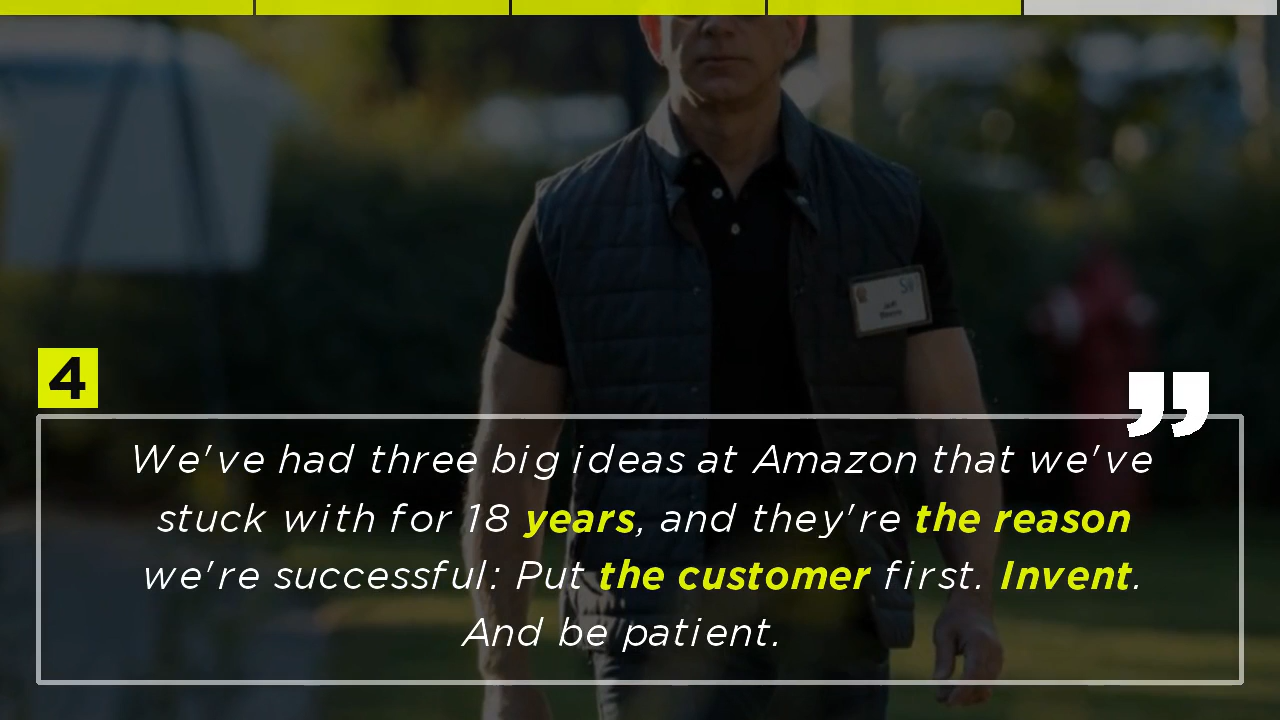 4
”
We've had three big ideas at Amazon that we've
stuck with for 18 years, and they're the reason
we're successful: Put the customer first. Invent.
And be patient.